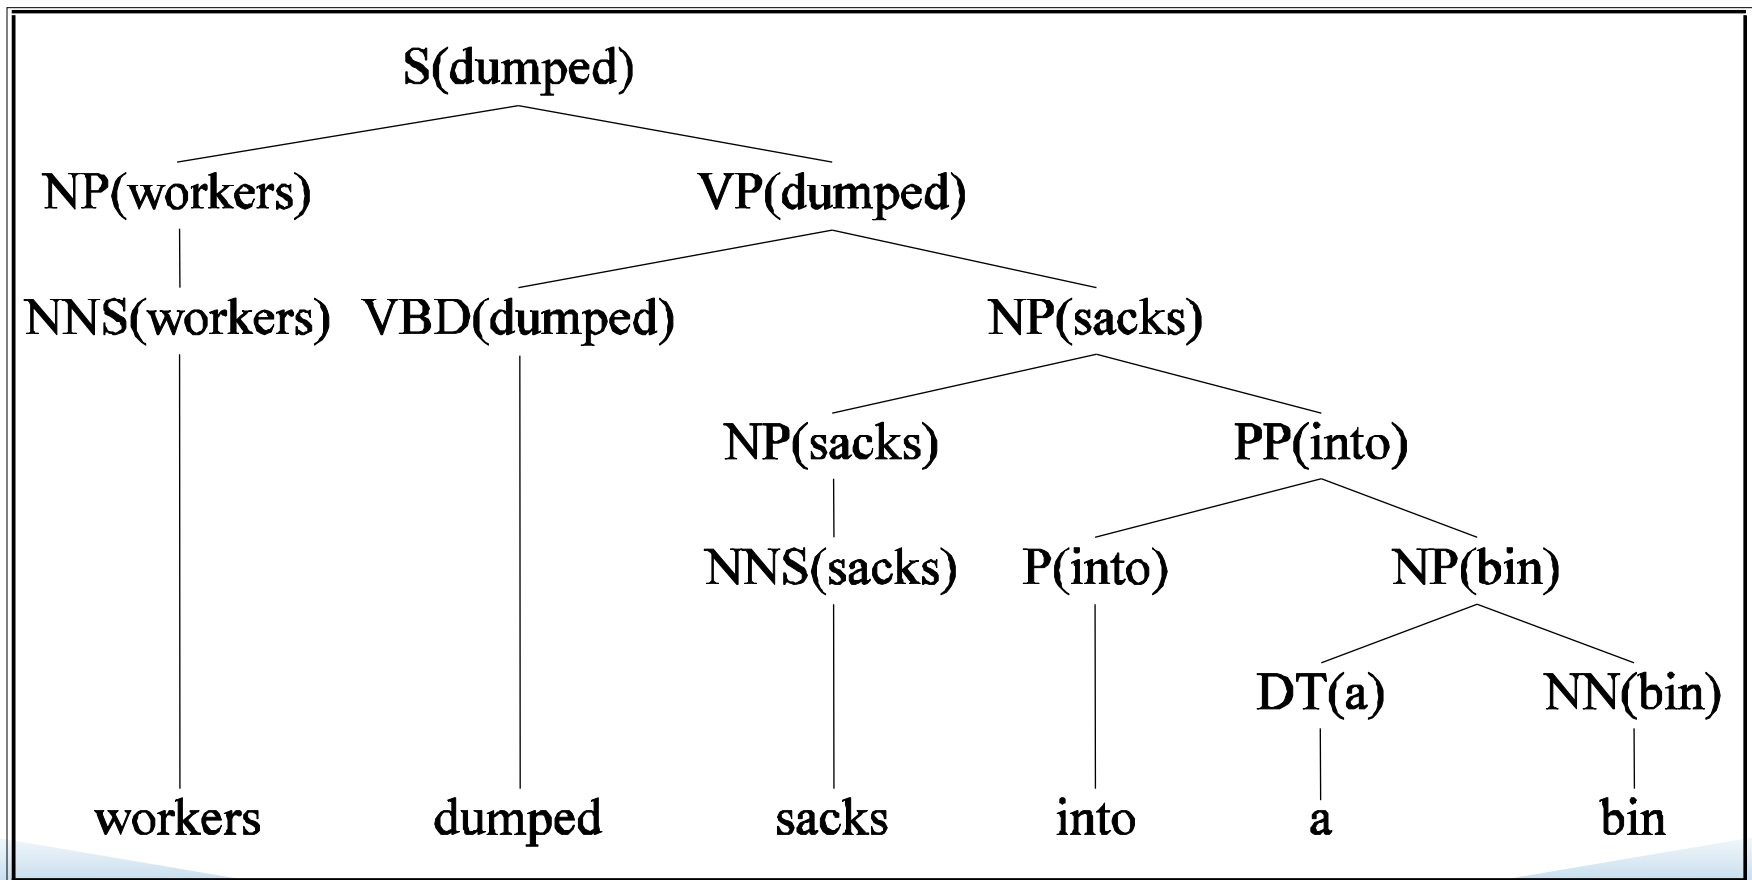 S(dumped)
NP(workers) VP(dumped)
NNS(workers) VBD(dumped) NP(sacks)
NP(sacks) PP(into)
NNS(sacks) P(into) NP(bin)
DT(a) NN(bin)
workers dumped sacks into a bin